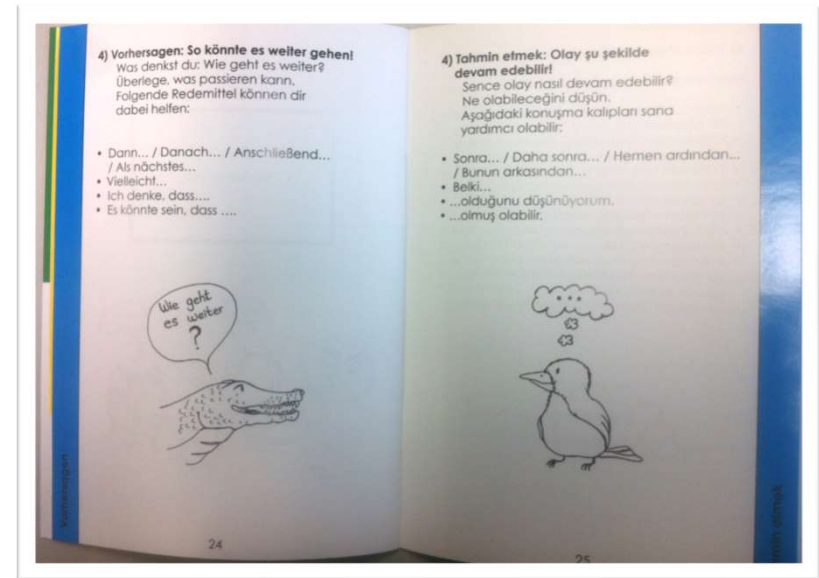 4) Vorhersagen: So könnte es weiter gehen!
Was denkst du: Wie geht es weiter?
Überlege, was passieren kann.
Folgende Redemittel können dir
dabei helfen:
• Dann... / Danach... / Anschließend...
/ Als nächstes...
• Vielleicht...
• Ich denke, dass....
• Es könnte sein, dass ....
Wie geht
es weiter
?
Vorhersagen
24
4) Tahmin etmek: Olay şu şekilde
devam edebilir!
Sence olay nasıl devam edebilir?
Ne olabileceğini düşün.
Aşağıdaki konuşma kalıpları sana
yardımcı olabilir:
• Sonra... / Daha sonra... / Hemen ardından...
/ Bunun arkasından...
• Belki...
• ...olduğunu düşünüyorum.
• ...olmuş olabilir.
...
25
etmek